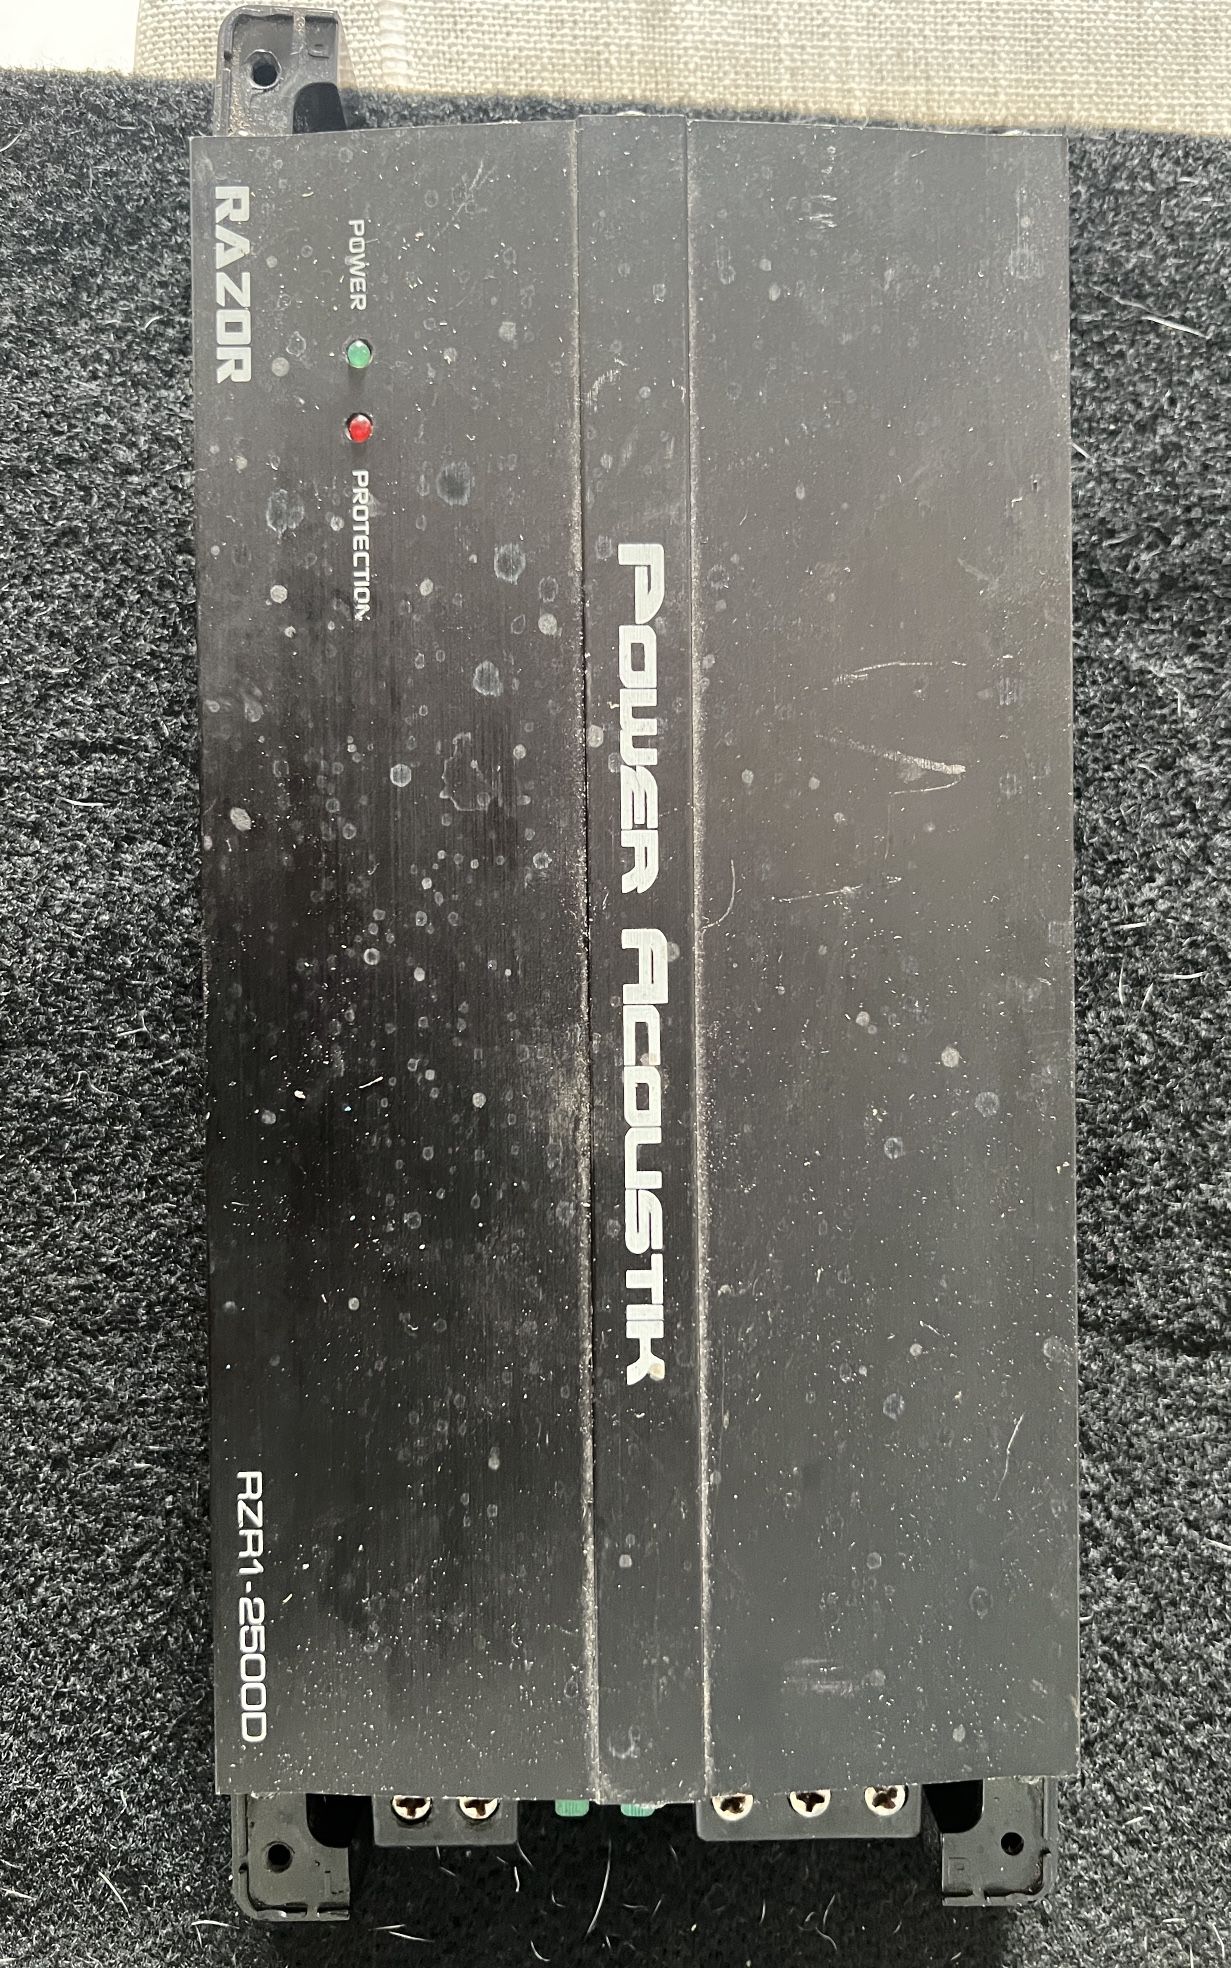 RAZOR
POWER
PROTECTION
POWER ACOUSTIK
RZR1-2500D